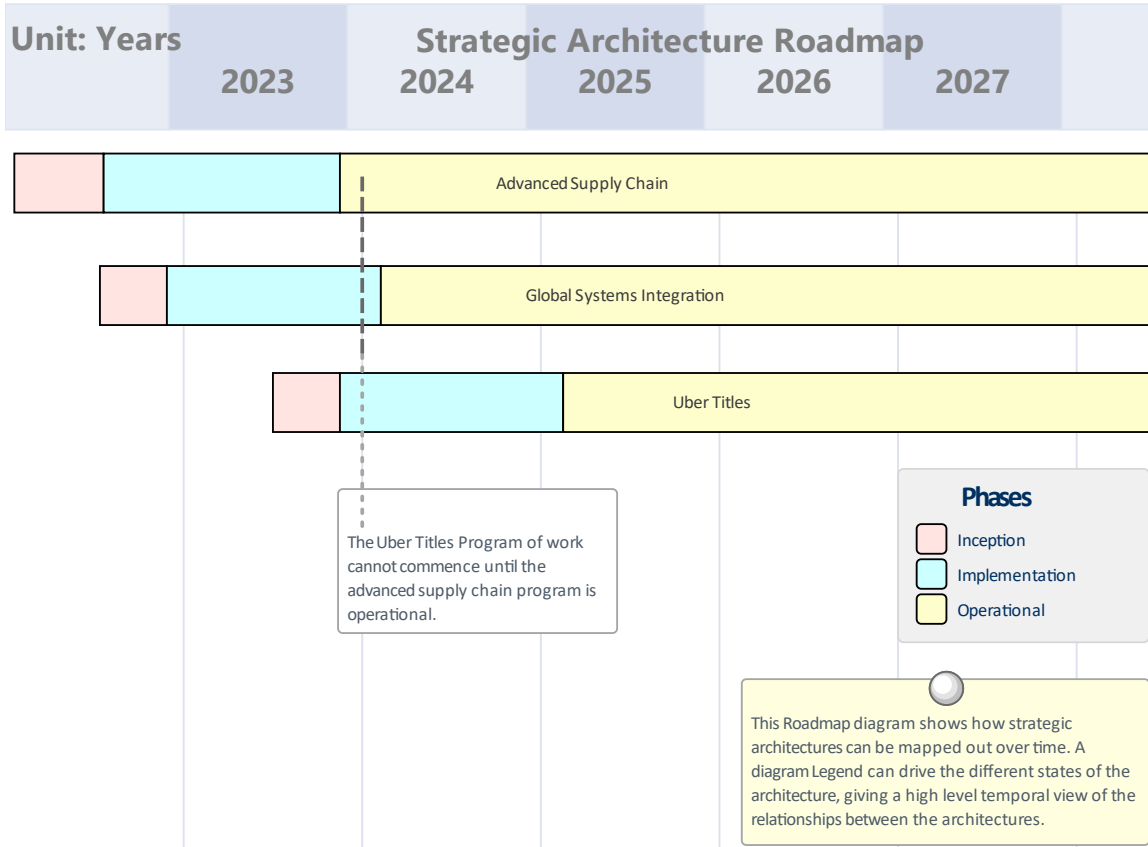 Unit: Years
Strategic Architecture Roadmap
2023 2024 2025 2026 2027
Advanced Supply Chain
Global Systems Integration
Uber Titles
The Uber Titles Program of work
cannot commence until the
advanced supply chain program is
operational.
Phases
Inception
Implementation
Operational
This Roadmap diagram shows how strategic
architectures can be mapped out over time. A
diagram Legend can drive the different states of the
architecture, giving a high level temporal view of the
relationships between the architectures.